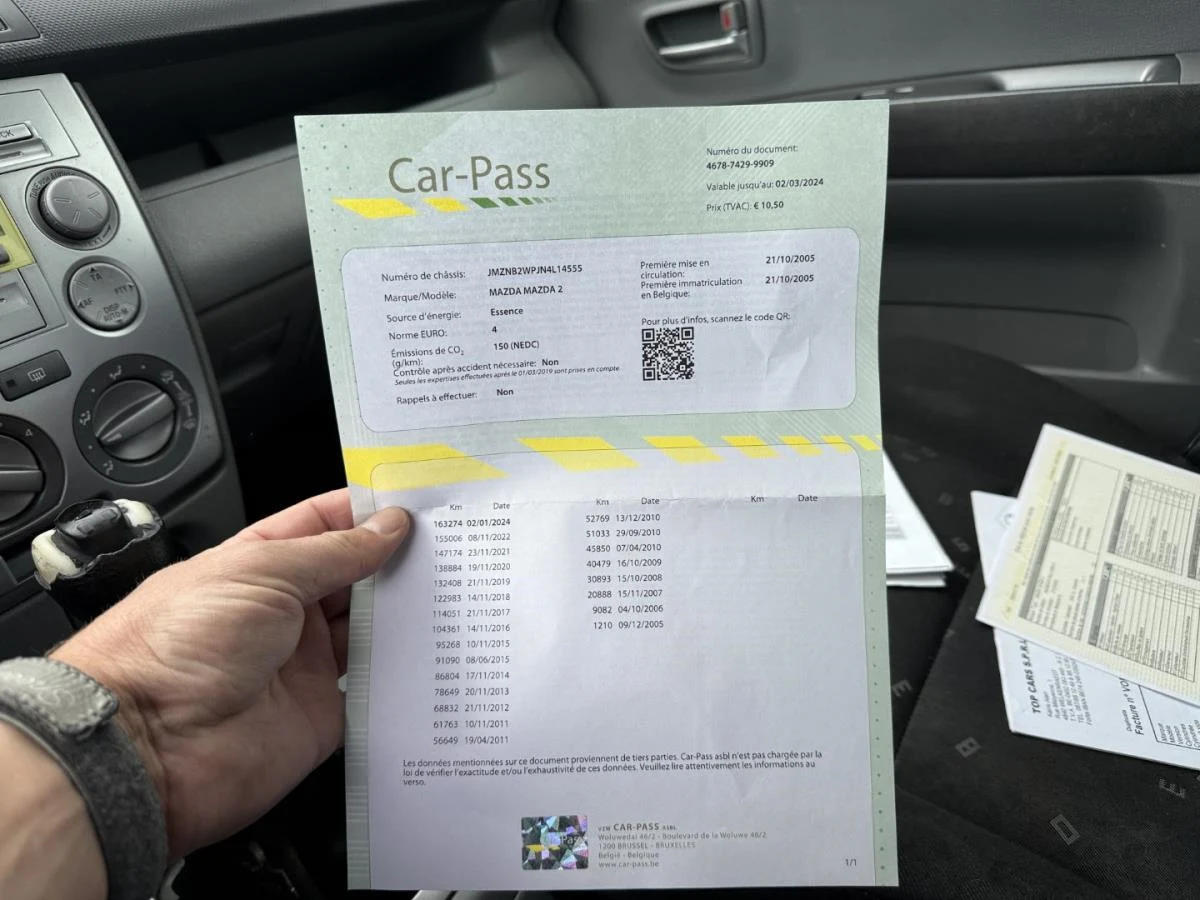 Car-Pass
Numéro du document:
4678-7429-9909
Valable jusqu'au: 02/03/2024
Prix (TVAC): € 10,50
Numéro de châssis: JMZNB2WPJN4L14555
Marque/Modèle: MAZDA MAZDA 2
Source d'énergie: Essence
Norme EURO: 4
Émissions de CO2 150 (NEDC)
(g/km):
Contrôle après accident nécessaire: Non
Seules les expertises effectuées après le 01/03/2019 sont prises en compte
Rappels à effectuer: Non
Première mise en 21/10/2005
circulation:
Première immatriculation 21/10/2005
en Belgique:
Pour plus d'infos, scannez le code QR:
Km Date
163274 02/01/2024
155006 08/11/2022
147174 23/11/2021
138884 19/11/2020
132408 21/11/2019
122983 14/11/2018
114051 21/11/2017
104361 14/11/2016
95268 10/11/2015
91090 08/06/2015
86804 17/11/2014
78649 20/11/2013
68832 21/11/2012
61763 10/11/2011
56649 19/04/2011
Km Date
52769 13/12/2010
51033 29/09/2010
45850 07/04/2010
40479 16/10/2009
30893 15/10/2008
20888 15/11/2007
9082 04/10/2006
1210 09/12/2005
Km Date
Les données mentionnées sur ce document proviennent de tiers parties. Car-Pass asbl n'est pas chargée par la
loi de vérifier l'exactitude et/ou l'exhaustivité de ces données. Veuillez lire attentivement les informations au
verso.
VZW CAR-PASS ASBL
Woluwedal 46/2 - Boulevard de la Woluwe 46/2
1200 BRUSSEL - BRUXELLES
België - Belgique
www.car-pass.be
1/1
TA
AF
PTY
DISP
AUTO-M
TOP CARS S.P.R.L
Duplicata
Facture n° VO